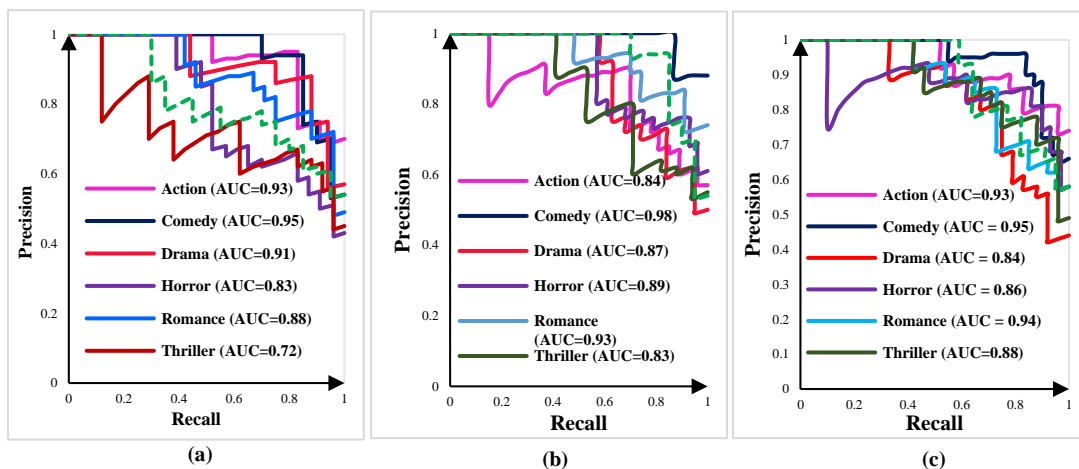 1
0.8
0.6
0.4
0.2
0
Precision
Action (AUC=0.93)
Comedy (AUC=0.95)
Drama (AUC=0.91)
Horror (AUC=0.83)
Romance (AUC=0.88)
Thriller (AUC=0.72)
0 0.2 0.4 0.6 0.8 1
Recall
(a)
1
0.8
0.6
0.4
0.2
0
Precision
Action (AUC=0.84)
Comedy (AUC=0.98)
Drama (AUC=0.87)
Horror (AUC=0.89)
Romance
(AUC=0.93)
Thriller (AUC=0.83)
0 0.2 0.4 0.6 0.8 1
Recall
(b)
1
0.9
0.8
0.7
0.6
0.5
0.4
0.3
0.2
0.1
0
Precision
Action (AUC=0.93)
Comedy (AUC = 0.95)
Drama (AUC = 0.84)
Horror (AUC = 0.86)
Romance (AUC = 0.94)
Thriller (AUC=0.88)
0 0.2 0.4 0.6 0.8 1
Recall
(c)